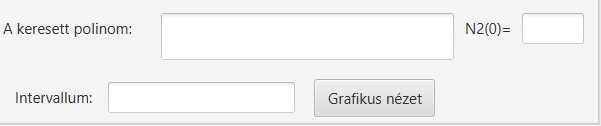 A keresett polinom: N2(0)=
Intervallum: Grafikus nézet